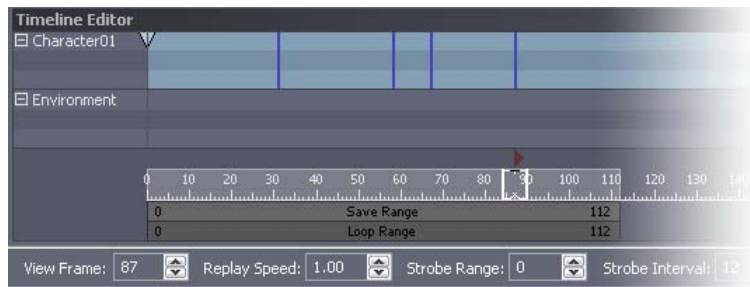 Timeline Editor
Character01
Environment
0 10 20 30 40 50 60 70 80 90 100 110 120 130 140
0 Save Range 112
0 Loop Range 112
View Frame: 87 Replay Speed: 1.00 Strobe Range: 0 Strobe Interval: 12